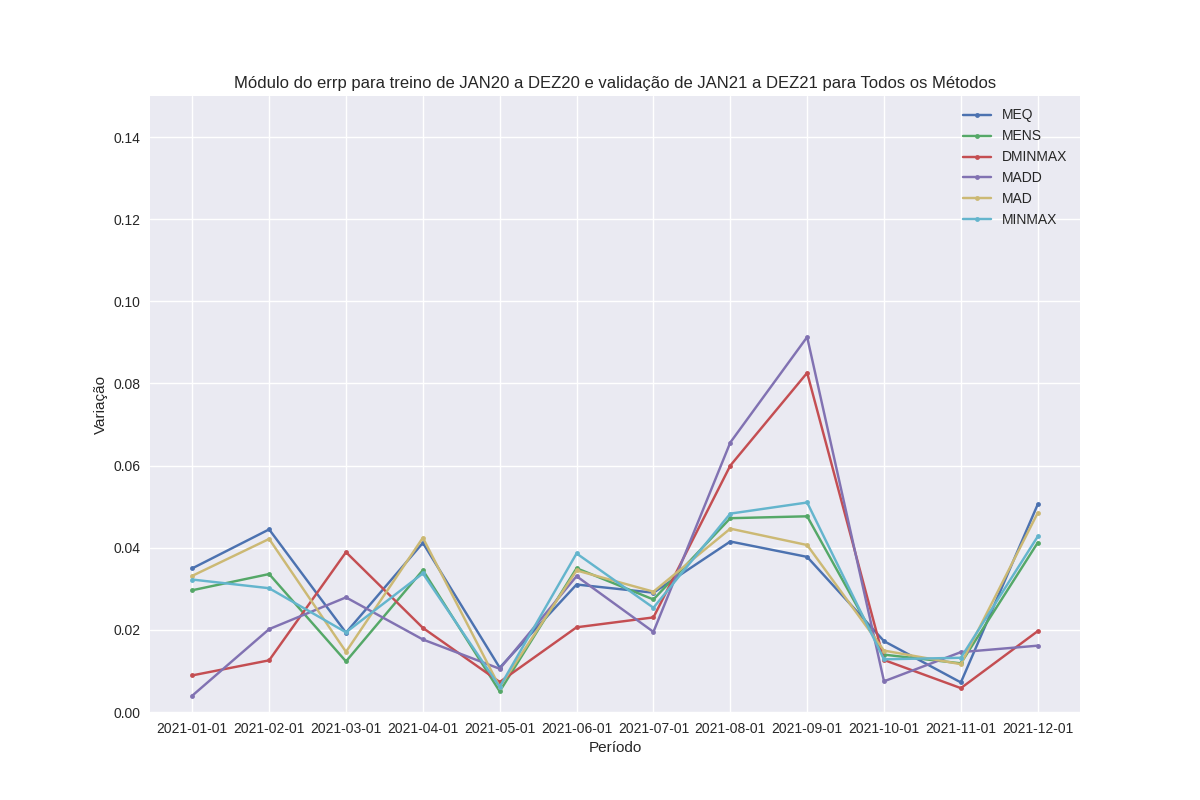 Módulo do errp para treino de JAN20 a DEZ20 e validação de JAN21 a DEZ21 para Todos os Métodos
MEQ
MENS
DMINMAX
MADD
MAD
MINMAX
0.14
0.12
0.10
0.08
0.06
0.04
0.02
0.00
Variação
2021-01-01 2021-02-01 2021-03-01 2021-04-01 2021-05-01 2021-06-01 2021-07-01 2021-08-01 2021-09-01 2021-10-01 2021-11-01 2021-12-01
Período